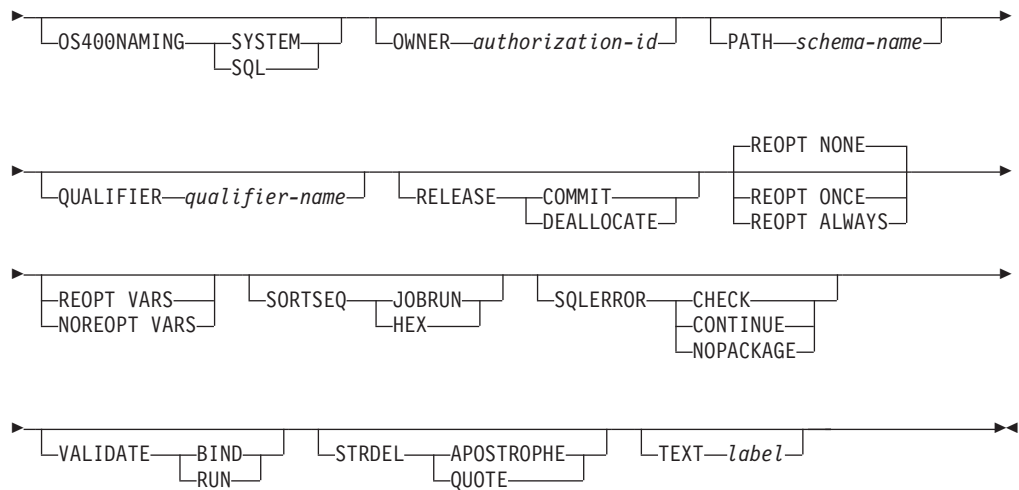 OS400NAMING SYSTEM OWNER authorization-id PATH schema-name
SQL
REOPT NONE
QUALIFIER qualifier-name RELEASE COMMIT REOPT ONCE
DEALLOCATE REOPT ALWAYS
REOPT VARS SORTSEQ JOBRUN SQLERROR CHECK
NOREOPT VARS HEX CONTINUE
NOPACKAGE
VALIDATE BIND STRDEL APOSTROPHE TEXT label
RUN QUOTE